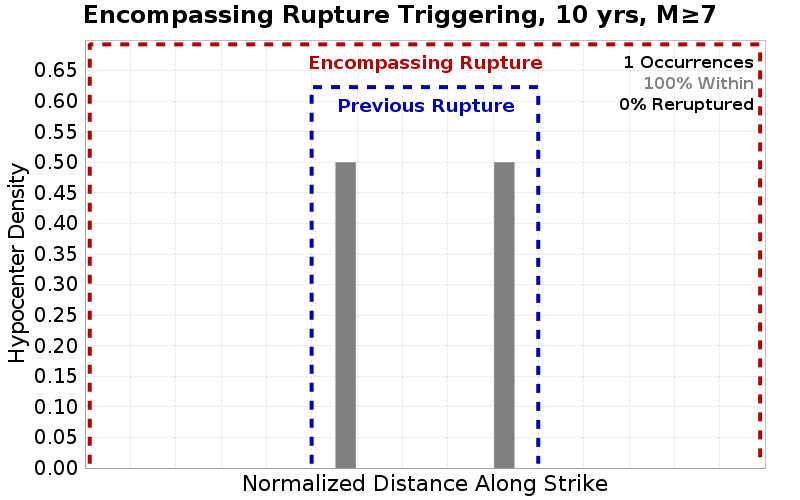 Encompassing Rupture Triggering, 10 yrs, M≥7
Encompassing Rupture
1 Occurrences
100% Within
0% Reruptured
Previous Rupture
Hypocenter Density
0.65
0.60
0.55
0.50
0.45
0.40
0.35
0.30
0.25
0.20
0.15
0.10
0.05
0.00
Normalized Distance Along Strike